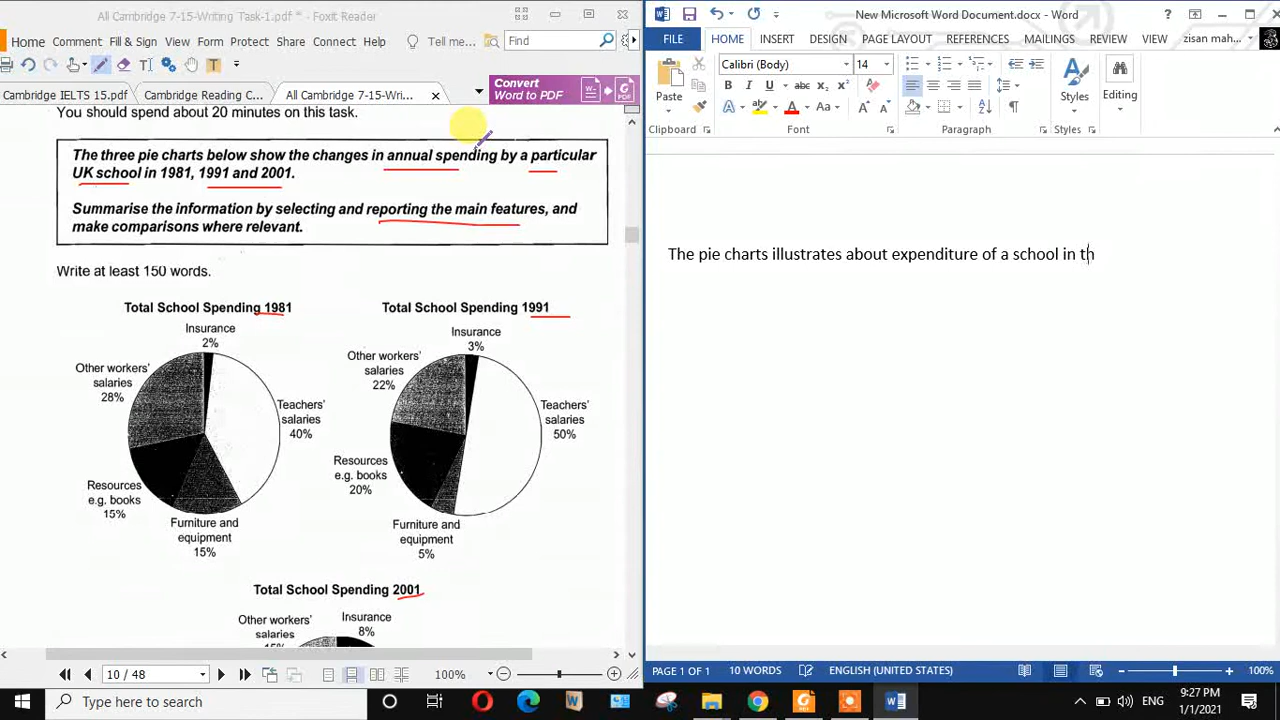 All Cambridge 7-15-Writing Task-1.pdf * - Foxit Reader
Home Comment Fill & Sign View Form Protect Share Connect Help Tell me... Find
Cambridge IELTS 15.pdf Cambridge Reading C... All Cambridge 7-15-Wri...
Convert
Word to PDF
You should spend about 20 minutes on this task.
The three pie charts below show the changes in annual spending by a particular
UK school in 1981, 1991 and 2001.
Summarise the information by selecting and reporting the main features, and
make comparisons where relevant.
Write at least 150 words.
Total School Spending 1981
Insurance
2%
Other workers'
salaries
28%
Teachers'
salaries
40%
Resources
e.g. books
15%
Furniture and
equipment
15%
Total School Spending 1991
Insurance
3%
Other workers'
salaries
22%
Teachers'
salaries
50%
Resources
e.g. books
20%
Furniture and
equipment
5%
Total School Spending 2001
Other workers'
salaries
Insurance
8%
10 / 48
100%
New Microsoft Word Document.docx - Word
FILE HOME INSERT DESIGN PAGE LAYOUT REFERENCES MAILINGS REVIEW VIEW zisan mah...
Calibri (Body) 14
Paste
B I U abc X₂ X²
Styles
Editing
Clipboard Font Paragraph Styles
The pie charts illustrates about expenditure of a school in th
PAGE 1 OF 1 10 WORDS ENGLISH (UNITED STATES) 100%
Type here to search
ENG
9:27 PM
1/1/2021